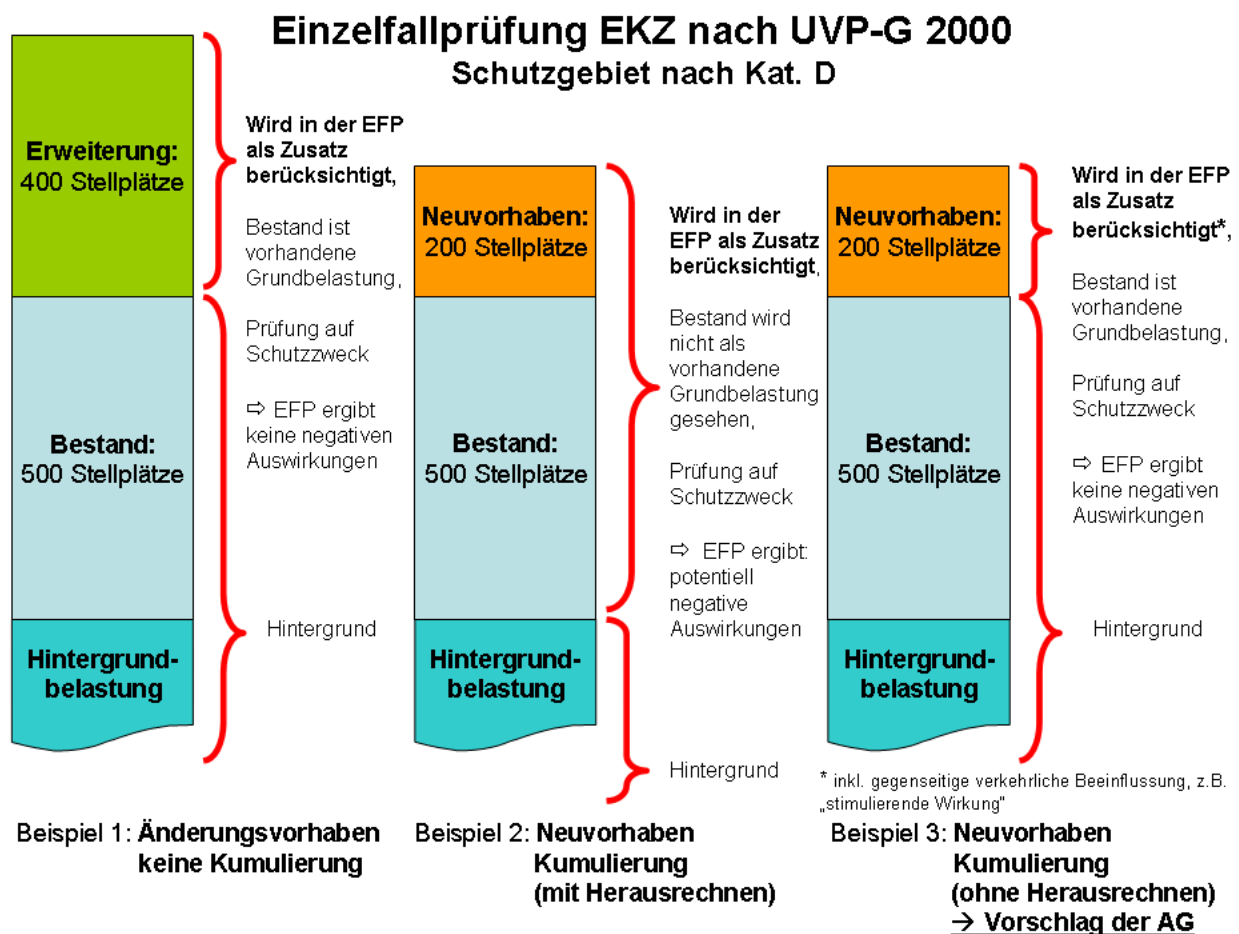 Einzelfallprüfung EKZ nach UVP-G 2000
Schutzgebiet nach Kat. D
Erweiterung:
400 Stellplätze
Bestand:
500 Stellplätze
Hintergrund-
belastung
Wird in der EFP
als Zusatz
berücksichtigt,
Bestand ist
vorhandene
Grundbelastung,
Prüfung auf
Schutzzweck
⇨ EFP ergibt
keine negativen
Auswirkungen
Hintergrund
Beispiel 1: Änderungsvorhaben
keine Kumulierung
Neuvorhaben:
200 Stellplätze
Bestand:
500 Stellplätze
Hintergrund-
belastung
Wird in der
EFP als Zusatz
berücksichtigt,
Bestand wird
nicht als
vorhandene
Grundbelastung
gesehen,
Prüfung auf
Schutzzweck
⇨ EFP ergibt:
potentiell
negative
Auswirkungen
Hintergrund
Beispiel 2: Neuvorhaben
Kumulierung
(mit Herausrechnen)
Neuvorhaben:
200 Stellplätze
Bestand:
500 Stellplätze
Hintergrund-
belastung
Wird in der EFP
als Zusatz
berücksichtigt*,
Bestand ist
vorhandene
Grundbelastung,
Prüfung auf
Schutzzweck
⇨ EFP ergibt
keine negativen
Auswirkungen
Hintergrund
* inkl. gegenseitige verkehrliche Beeinflussung, z.B.
„stimulierende Wirkung"
Beispiel 3: Neuvorhaben
Kumulierung
(ohne Herausrechnen)
→ Vorschlag der AG